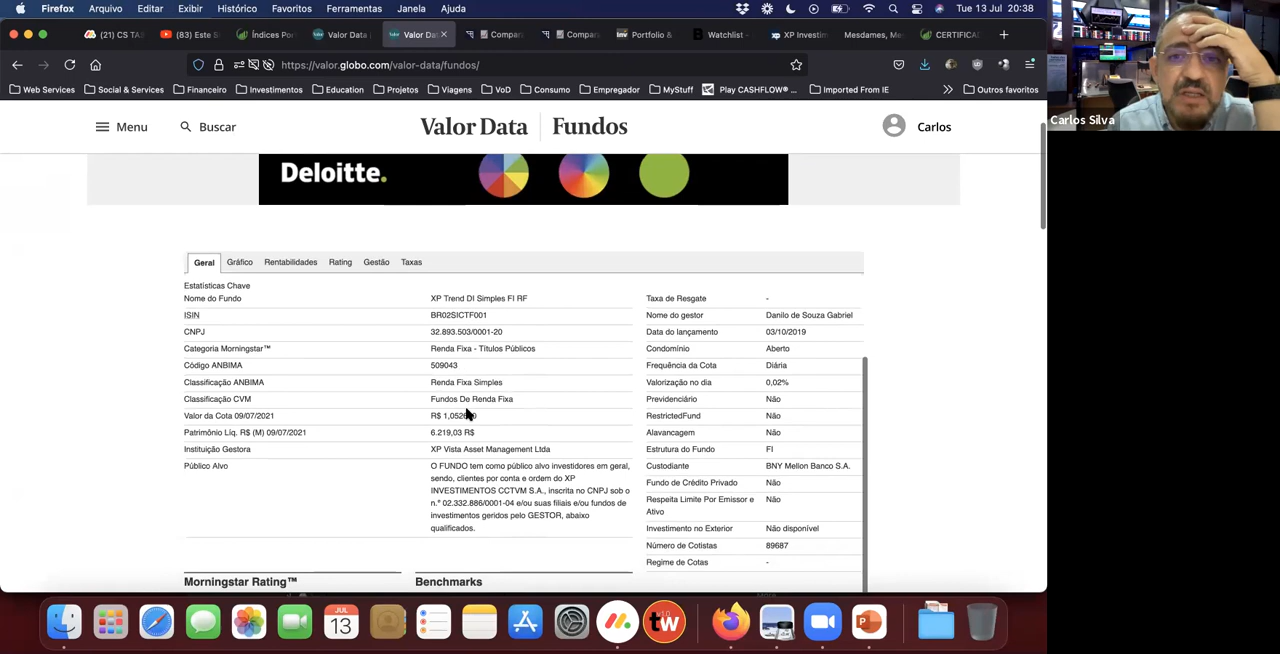 Firefox Arquivo Editar Exibir Histórico Favoritos Ferramentas Janela Ajuda Tue 13 Jul 20:38
(21) CS TAS (83) Este S Índices Por Valor Data Valor Da Compar Compar Portfolio & Watchlist - XP Investim Mesdames, Me CERTIFICA
https://valor.globo.com/valor-data/fundos/
Web Services Social & Services Financeiro Investimentos Education Projetos Viagens VoD Consumo Empregador MyStuff Play CASHFLOW® ... Imported From IE Outros favoritos
Menu Buscar Valor Data Fundos Carlos
Carlos Silva
Deloitte.
Geral Gráfico Rentabilidades Rating Gestão Taxas
Estatísticas Chave
Nome do Fundo XP Trend DI Simples FI RF Taxa de Resgate -
ISIN BR02SICTF001 Nome do gestor Danilo de Souza Gabriel
CNPJ 32.893.503/0001-20 Data do lançamento 03/10/2019
Categoria Morningstar™ Renda Fixa - Títulos Públicos Condomínio Aberto
Código ANBIMA 509043 Frequência da Cota Diária
Classificação ANBIMA Renda Fixa Simples Valorização no dia 0,02%
Classificação CVM Fundos De Renda Fixa Previdenciário Não
Valor da Cota 09/07/2021 R$ RestrictedFund Não
Patrimônio Líq. R$ (M) 09/07/2021 6.219,03 R$ Alavancagem Não
Instituição Gestora XP Vista Asset Management Ltda Estrutura do Fundo FI
Público Alvo O FUNDO tem como público alvo investidores em geral, Custodiante BNY Mellon Banco S.A.
sendo, clientes por conta e ordem do XP Fundo de Crédito Privado Não
INVESTIMENTOS CCTVM S.A., inscrita no CNPJ sob o Respeita Limite Por Emissor e Não
n.º 02.332.886/0001-04 e/ou suas filiais e/ou fundos de Ativo
investimentos geridos pelo GESTOR, abaixo Investimento no Exterior Não disponível
qualificados. Número de Cotistas 89687
Regime de Cotas -
Morningstar Rating™ Benchmarks
JUL
13
v10
tw
P